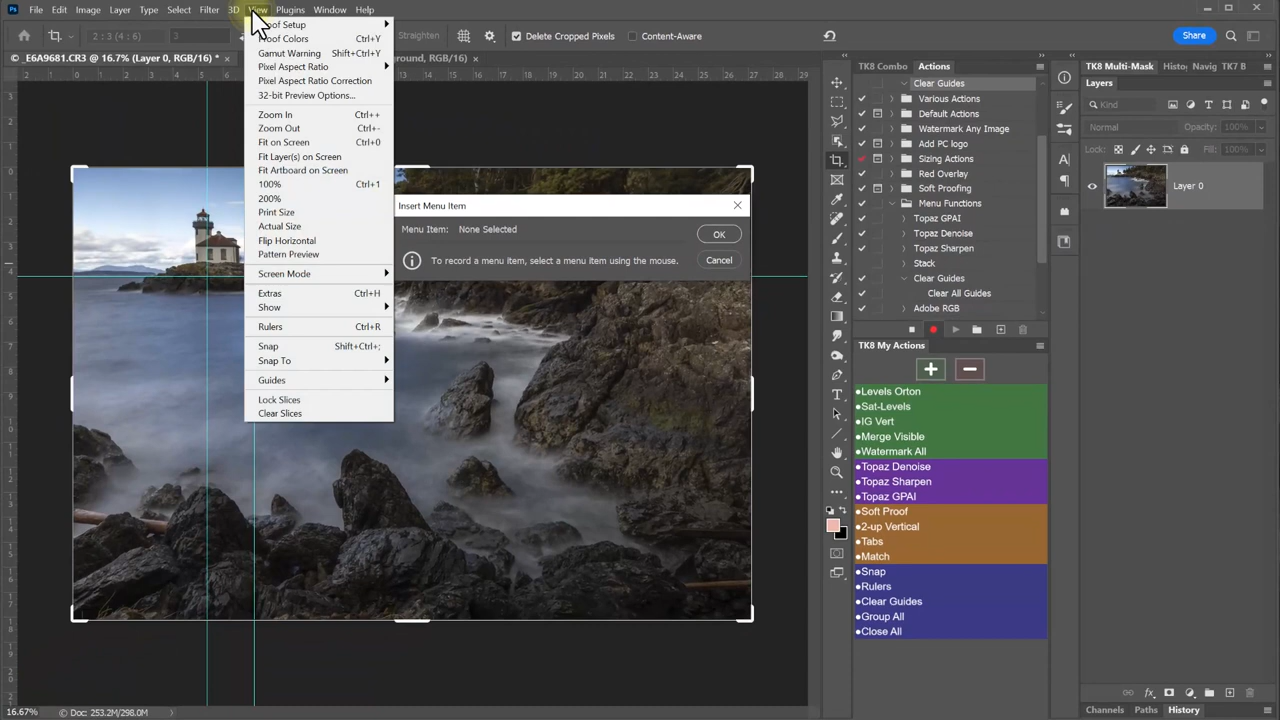 Ps File Edit Image Layer Type Select Filter 3D View Plugins Window Help
2 : 3 (4 : 6) 3 Straighten Delete Cropped Pixels Content-Aware Share
© _E6A9681.CR3 @ 16.7% (Layer 0, RGB/16) * × ground, RGB/16) ×
Proof Setup
Proof Colors Ctrl+Y
Gamut Warning Shift+Ctrl+Y
Pixel Aspect Ratio
Pixel Aspect Ratio Correction
32-bit Preview Options...
Zoom In Ctrl++
Zoom Out Ctrl+-
Fit on Screen Ctrl+0
Fit Layer(s) on Screen
Fit Artboard on Screen
100% Ctrl+1
200%
Print Size
Actual Size
Flip Horizontal
Pattern Preview
Screen Mode
Extras Ctrl+H
Show
Rulers Ctrl+R
Snap Shift+Ctrl+;
Snap To
Guides
Lock Slices
Clear Slices
Insert Menu Item
Menu Item: None Selected
OK
To record a menu item, select a menu item using the mouse.
Cancel
TK8 Combo Actions
Clear Guides
Various Actions
Default Actions
Watermark Any Image
Add PC logo
Sizing Actions
Red Overlay
Soft Proofing
Menu Functions
Topaz GPAI
Topaz Denoise
Topaz Sharpen
Stack
Clear Guides
Clear All Guides
Adobe RGB
TK8 My Actions
Levels Orton
Sat-Levels
IG Vert
Merge Visible
Watermark All
Topaz Denoise
Topaz Sharpen
Topaz GPAI
Soft Proof
2-up Vertical
Tabs
Match
Snap
Rulers
Clear Guides
Group All
Close All
TK8 Multi-Mask Histo Navig TK7 B
Layers
Kind
Normal Opacity: 100%
Lock: Fill: 100%
Layer 0
Channels Paths History
16.67% Doc: 253.2M/298.0M